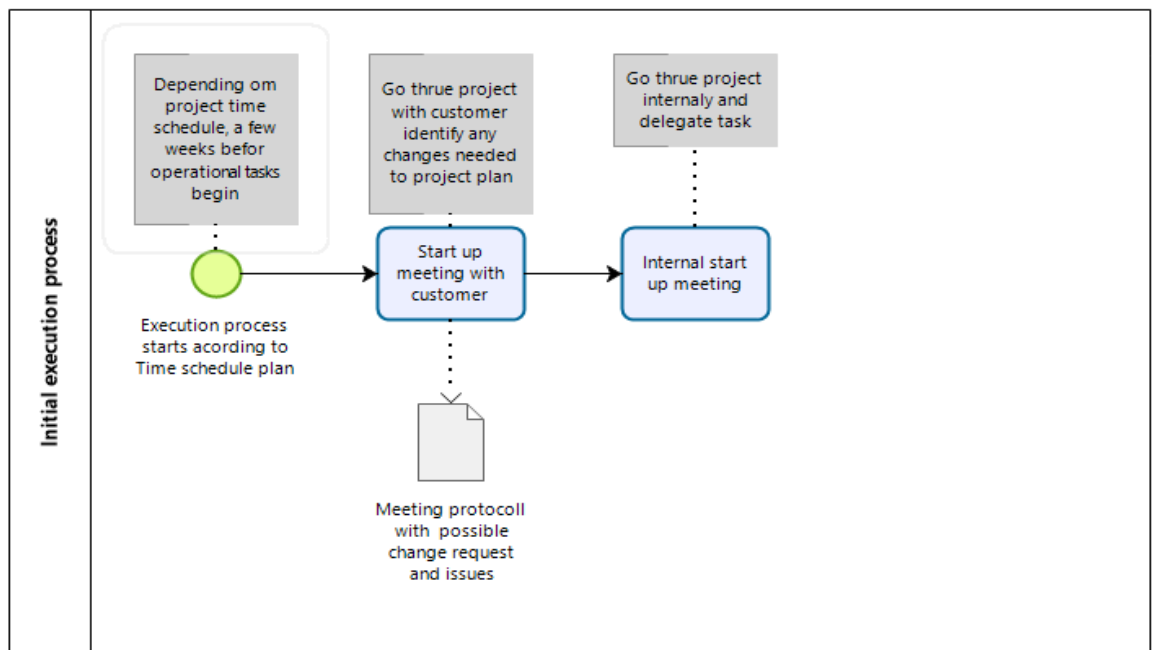 Initial execution process
Depending om
project time
schedule, a few
weeks befor
operational tasks
begin
Go thrue project
with customer
identify any
changes needed
to project plan
Go thrue project
internaly and
delegate task
Start up
meeting with
customer
Internal start
up meeting
Execution process
starts acording to
Time schedule plan
Meeting protocoll
with  possible
change request
and issues